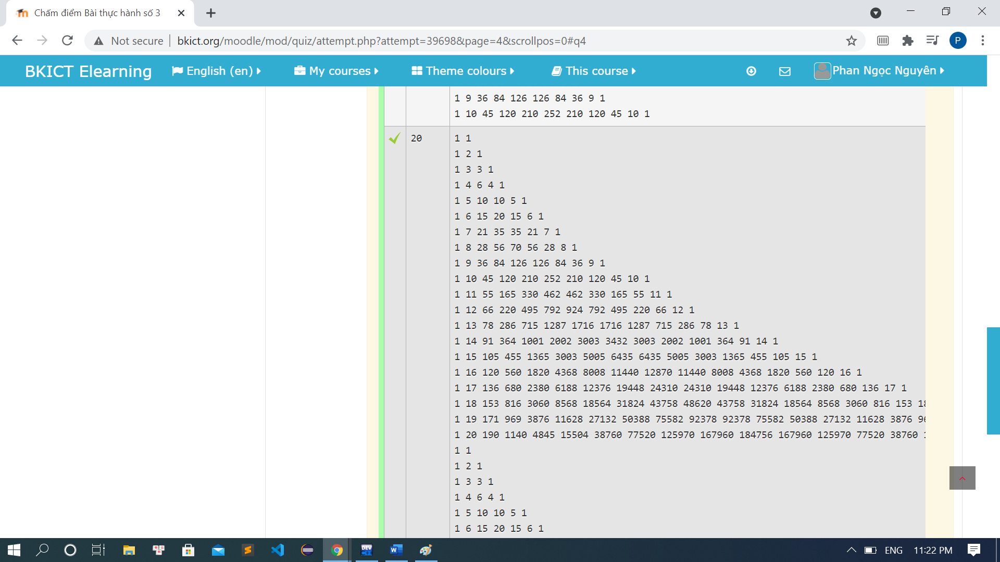 Chấm điểm Bài thực hành số 3
Not secure
bkict.org/moodle/mod/quiz/attempt.php?attempt=39698&page=4&scrollpos=0#q4
P
BKICT Elearning
English (en)
My courses
Theme colours
This course
Phan Ngọc Nguyên
1 9 36 84 126 126 84 36 9 1
1 10 45 120 210 252 210 120 45 10 1
20
1 1
1 2 1
1 3 3 1
1 4 6 4 1
1 5 10 10 5 1
1 6 15 20 15 6 1
1 7 21 35 35 21 7 1
1 8 28 56 70 56 28 8 1
1 9 36 84 126 126 84 36 9 1
1 10 45 120 210 252 210 120 45 10 1
1 11 55 165 330 462 462 330 165 55 11 1
1 12 66 220 495 792 924 792 495 220 66 12 1
1 13 78 286 715 1287 1716 1716 1287 715 286 78 13 1
1 14 91 364 1001 2002 3003 3432 3003 2002 1001 364 91 14 1
1 15 105 455 1365 3003 5005 6435 6435 5005 3003 1365 455 105 15 1
1 16 120 560 1820 4368 8008 11440 12870 11440 8008 4368 1820 560 120 16 1
1 17 136 680 2380 6188 12376 19448 24310 24310 19448 12376 6188 2380 680 136 17 1
1 18 153 816 3060 8568 18564 31824 43758 48620 43758 31824 18564 8568 3060 816 153
1 19 171 969 3876 11628 27132 50388 75582 92378 92378 75582 50388 27132 11628 3876
1 20 190 1140 4845 15504 38760 77520 125970 167960 184756 167960 125970 77520 38760
1 1
1 2 1
1 3 3 1
1 4 6 4 1
1 5 10 10 5 1
1 6 15 20 15 6 1
DEV
W
ENG
11:22 PM